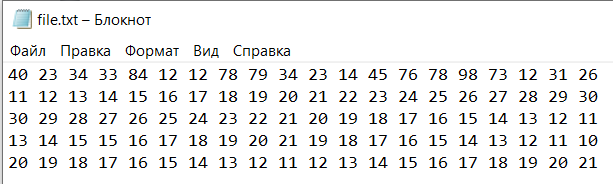 file.txt – Блокнот
Файл Правка Формат Вид Справка
40 23 34 33 84 12 12 78 79 34 23 14 45 76 78 98 73 12 31 26
11 12 13 14 15 16 17 18 19 20 21 22 23 24 25 26 27 28 29 30
30 29 28 27 26 25 24 23 22 21 20 19 18 17 16 15 14 13 12 11
13 14 15 15 16 17 18 19 20 21 19 18 17 16 15 14 13 12 11 10
20 19 18 17 16 15 14 13 12 11 12 13 14 15 16 17 18 19 20 21